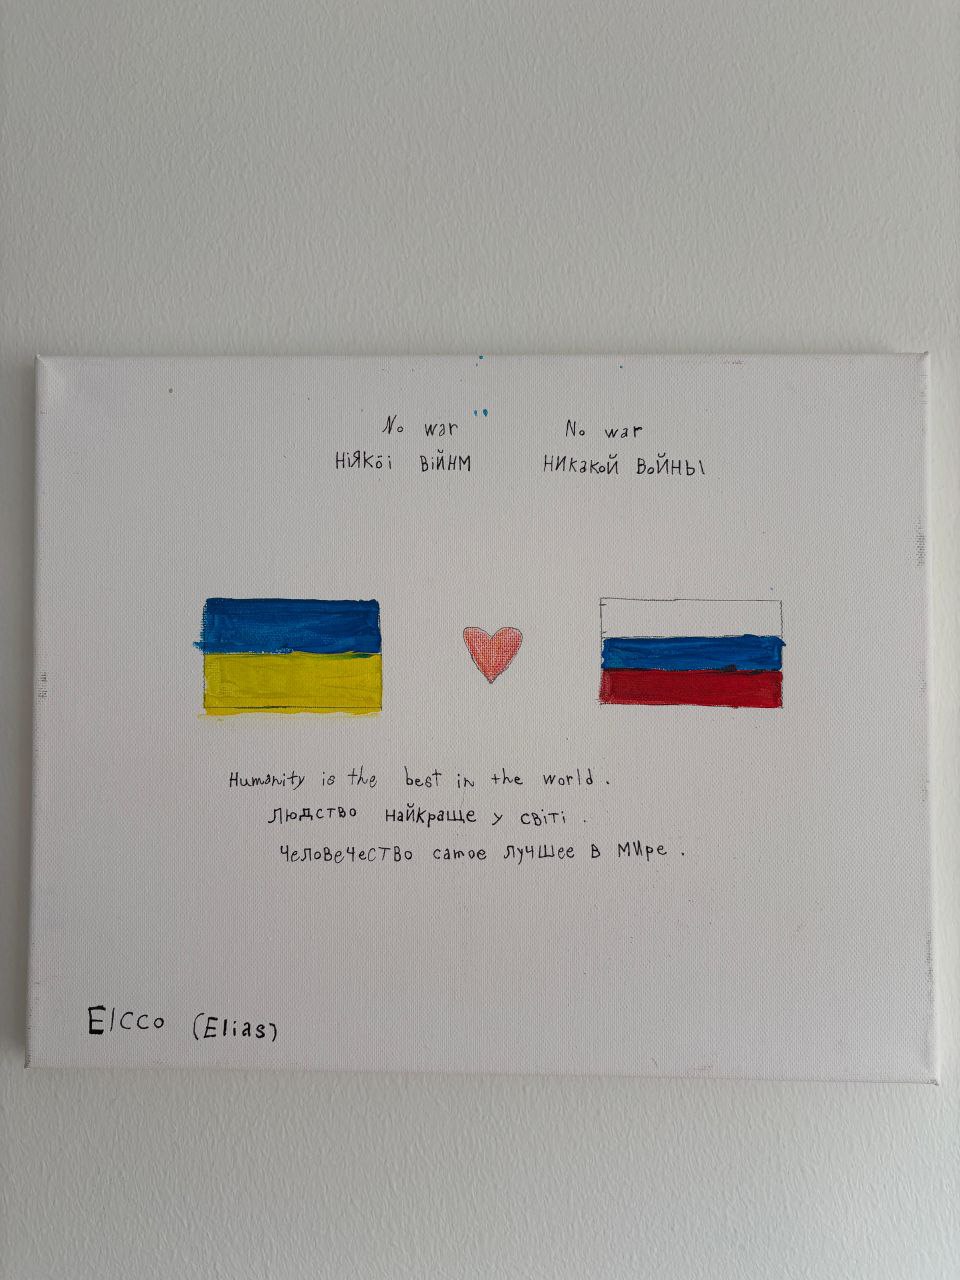 No war No war
НіЯКӧі ВіЙНМ НИКаКОЙ ВОЙНЫ
Humanity is the best in the world.
Людство найкраще у світі.
Человечество самое лучшее в мире.
Elcco (Elias)